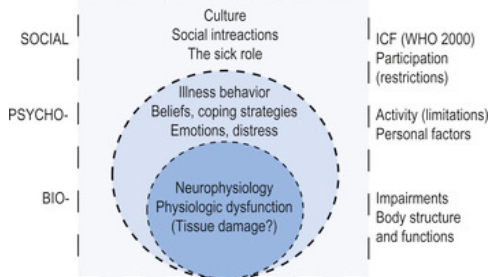 SOCIAL
Culture
Social intreactions
The sick role
ICF (WHO 2000)
Participation
(restrictions)
PSYCHO-
Illness behavior
Beliefs, coping strategies
Emotions, distress
Activity (limitations)
Personal factors
BIO-
Neurophysiology
Physiologic dysfunction
(Tissue damage?)
Impairments
Body structure
and functions